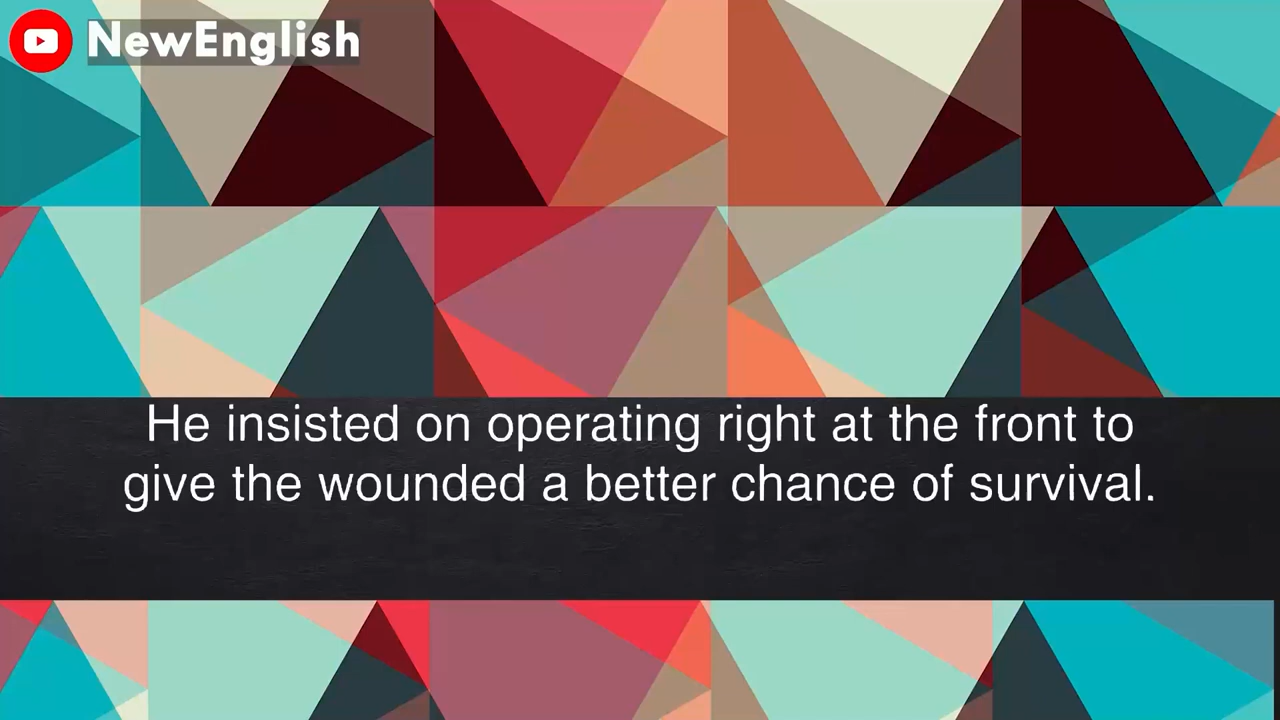 NewEnglish
He insisted on operating right at the front to
give the wounded a better chance of survival.